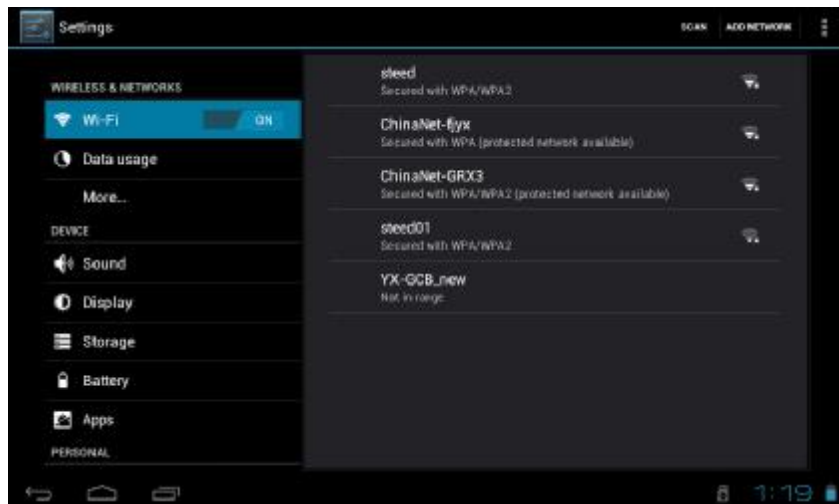 Settings
SCAN
ADD NETWORK
WIRELESS & NETWORKS
Wi-Fi
ON
Data usage
More...
DEVICE
Sound
Display
Storage
Battery
Apps
PERSONAL
steed
Secured with WPA/WPA2
ChinaNet-fjyx
Secured with WPA (protected network available)
ChinaNet-GRX3
Secured with WPA/WPA2 (protected network available)
steed01
Secured with WPA/WPA2
YX-GCB_new
Not in range
1:19